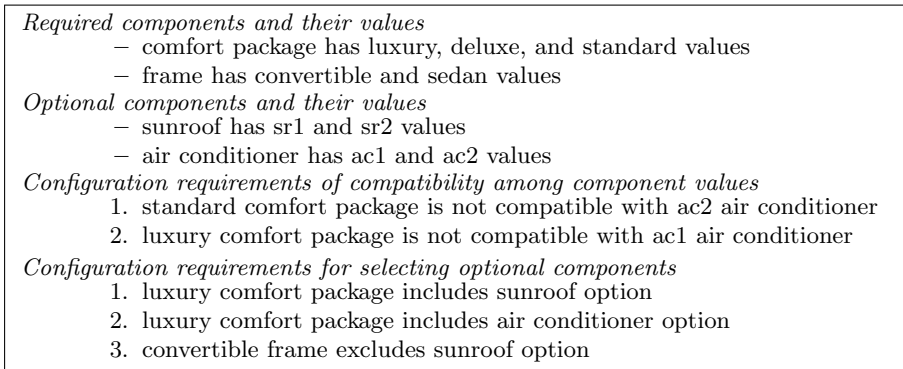 Required components and their values
– comfort package has luxury, deluxe, and standard values
– frame has convertible and sedan values
Optional components and their values
– sunroof has sr1 and sr2 values
– air conditioner has ac1 and ac2 values
Configuration requirements of compatibility among component values
1. standard comfort package is not compatible with ac2 air conditioner
2. luxury comfort package is not compatible with ac1 air conditioner
Configuration requirements for selecting optional components
1. luxury comfort package includes sunroof option
2. luxury comfort package includes air conditioner option
3. convertible frame excludes sunroof option